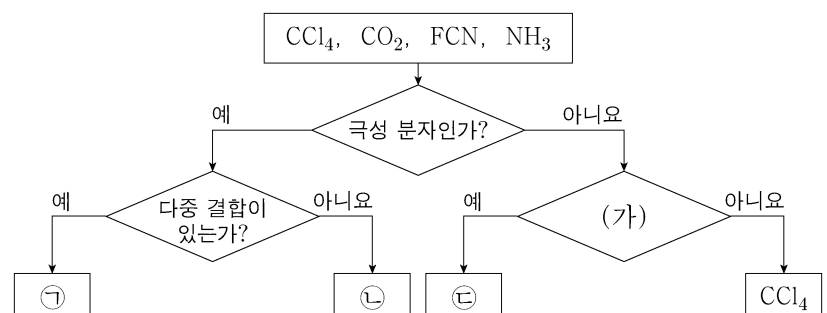 CCl₄, CO₂, FCN, NH₃
극성 분자인가?
예
아니요
다중 결합이
있는가?
예
아니요
(가)
예
아니요
㉠
㉡
㉢
CCl₄